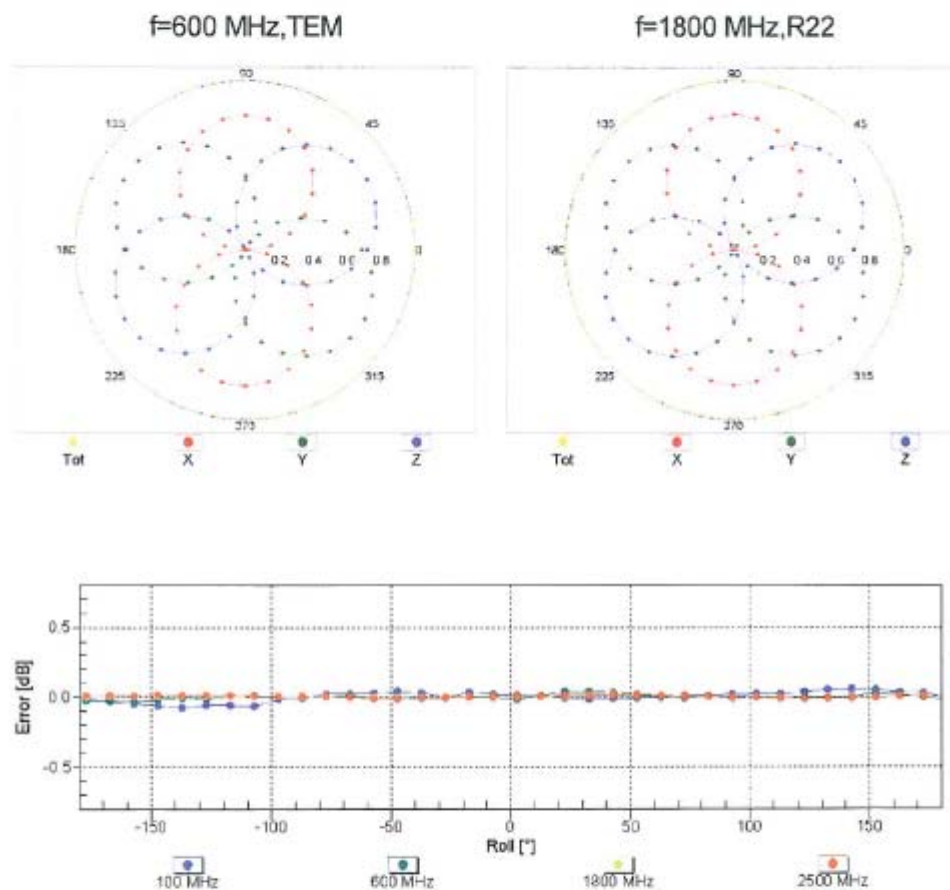 f=600 MHz,TEM
f=1800 MHz,R22
90
90
135
45
135
45
180
0.2
0.4
0.6
0.8
0
180
0.2
0.4
0.6
0.8
0
225
315
225
315
270
270
Tot
X
Y
Z
Tot
X
Y
Z
0.5
0.0
-0.5
Error [dB]
-150
-100
-50
0
50
100
150
Roll [°]
100 MHz
600 MHz
1800 MHz
2500 MHz